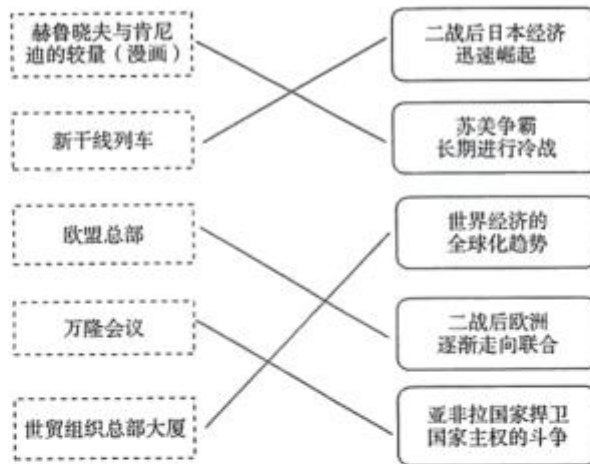 赫鲁晓夫与肯尼
迪的较量（漫画）
二战后日本经济
迅速崛起
新干线列车
苏美争霸
长期进行冷战
欧盟总部
世界经济的
全球化趋势
万隆会议
二战后欧洲
逐渐走向联合
世贸组织总部大厦
亚非拉国家捍卫
国家主权的斗争